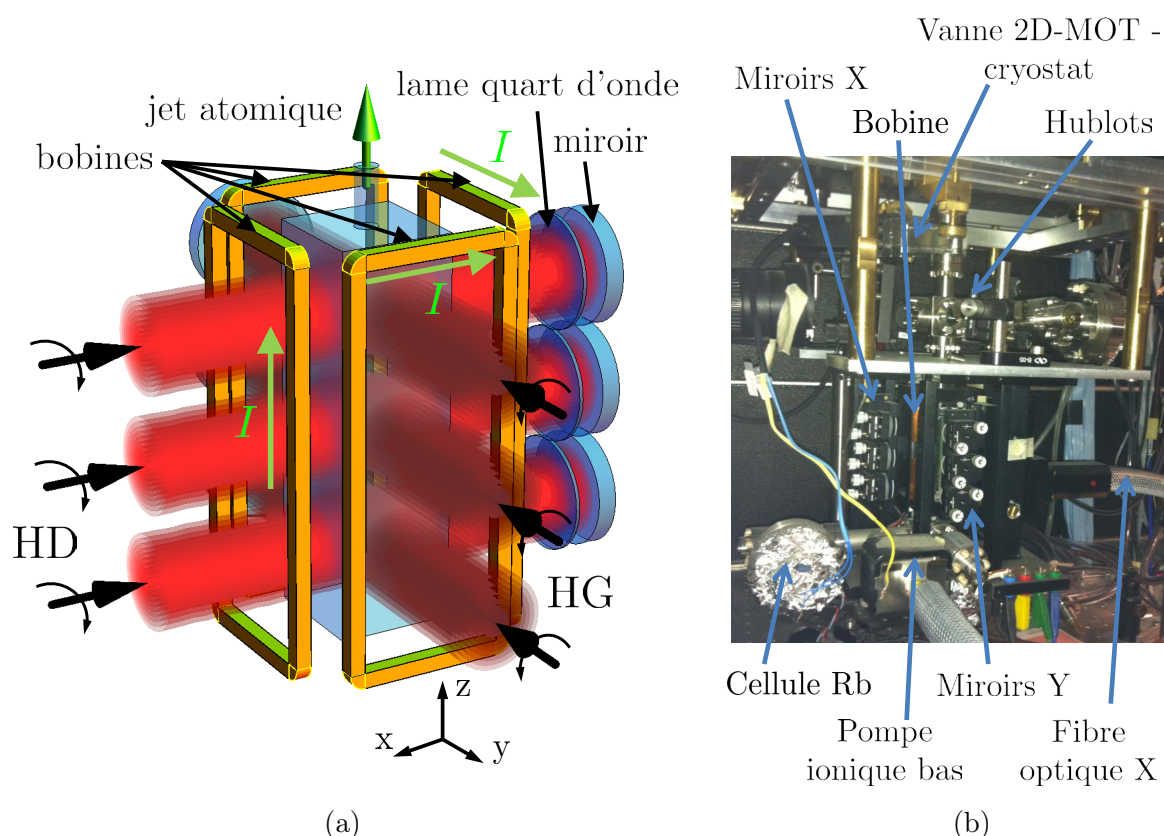 Vanne 2D-MOT -
cryostat
Miroirs X
lame quart d'onde
jet atomique
Bobine
Hublots
I
miroir
bobines
I
I
HD
HG
z
x
y
Cellule Rb
Miroirs Y
Pompe
ionique bas
Fibre
optique X
(a)
(b)